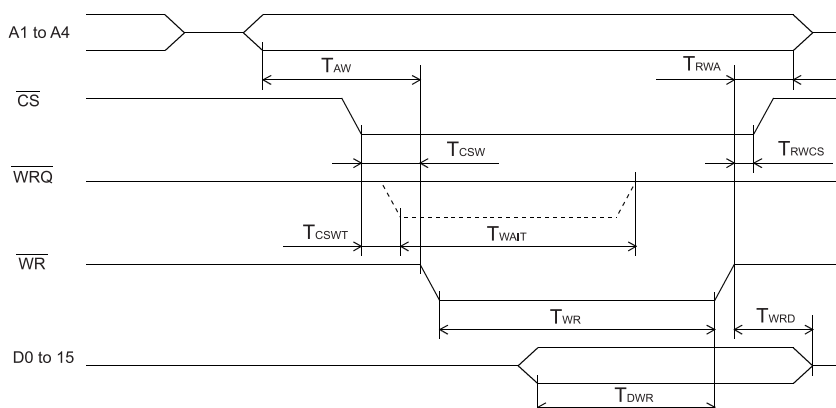 A1 to A4
TAW
TRWA
CS
TCSW
TRWCS
WRQ
TCSWT
TWAIT
WR
TWR
TWRD
D0 to 15
TDWR